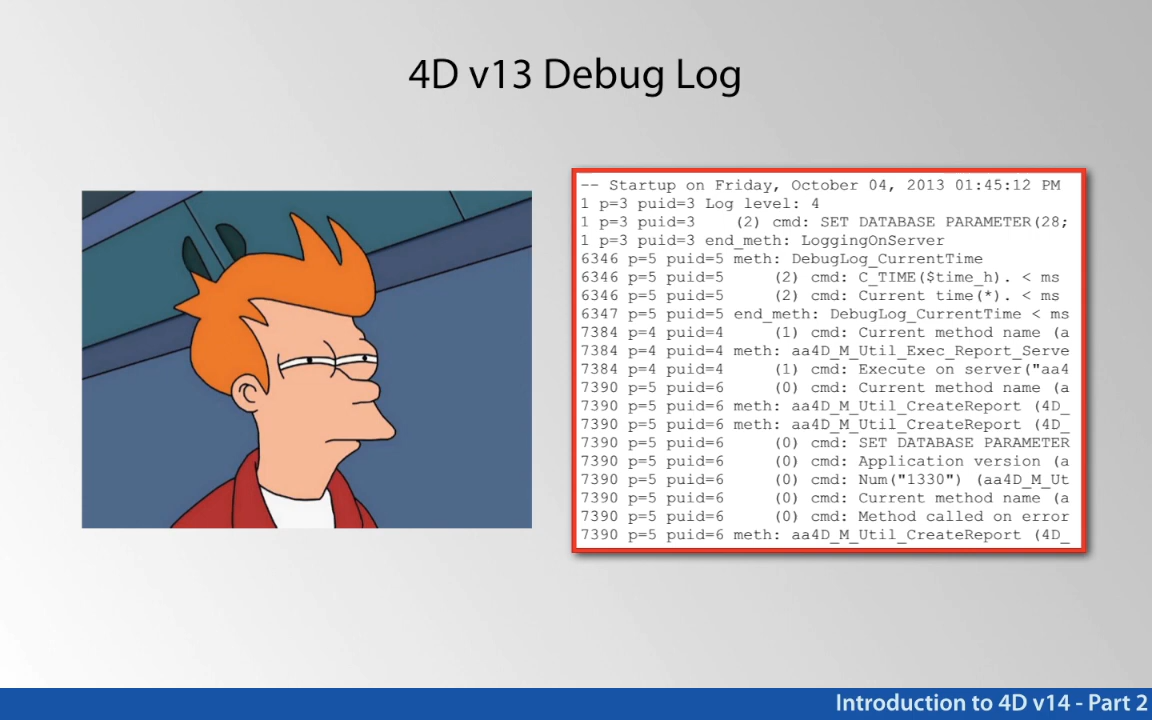 4D v13 Debug Log
-- Startup on Friday, October 04, 2013 01:45:12 PM
1 p=3 puid=3 Log level: 4
1 p=3 puid=3    (2) cmd: SET DATABASE PARAMETER(28;
1 p=3 puid=3 end_meth: LoggingOnServer
6346 p=5 puid=5 meth: DebugLog_CurrentTime
6346 p=5 puid=5     (2) cmd: C_TIME($time_h). < ms
6346 p=5 puid=5     (2) cmd: Current time(*). < ms
6347 p=5 puid=5 end_meth: DebugLog_CurrentTime < ms
7384 p=4 puid=4     (1) cmd: Current method name (a
7384 p=4 puid=4 meth: aa4D_M_Util_Exec_Report_Serve
7384 p=4 puid=4     (1) cmd: Execute on server("aa4
7390 p=5 puid=6     (0) cmd: Current method name (a
7390 p=5 puid=6 meth: aa4D_M_Util_CreateReport (4D_
7390 p=5 puid=6 meth: aa4D_M_Util_CreateReport (4D_
7390 p=5 puid=6     (0) cmd: SET DATABASE PARAMETER
7390 p=5 puid=6     (0) cmd: Application version (a
7390 p=5 puid=6     (0) cmd: Num("1330") (aa4D_M_Ut
7390 p=5 puid=6     (0) cmd: Current method name (a
7390 p=5 puid=6     (0) cmd: Method called on error
7390 p=5 puid=6 meth: aa4D_M_Util_CreateReport (4D_
Introduction to 4D v14 - Part 2